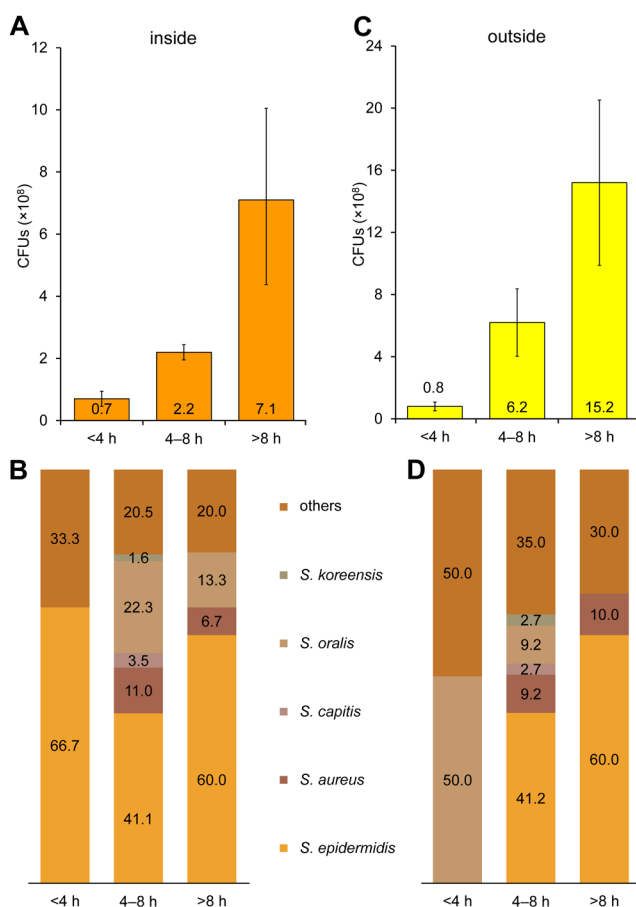 A
inside
12
10
8
6
4
2
0
CFUs (×10⁸)
0.7
2.2
7.1
<4 h
4–8 h
>8 h
C
outside
24
20
16
12
8
4
0
CFUs (×10⁸)
0.8
6.2
15.2
<4 h
4–8 h
>8 h
B
33.3
66.7
20.5
1.6
22.3
3.5
11.0
41.1
20.0
13.3
6.7
60.0
<4 h
4–8 h
>8 h
others
S. koreensis
S. oralis
S. capitis
S. aureus
S. epidermidis
D
50.0
50.0
35.0
2.7
9.2
2.7
9.2
41.2
30.0
10.0
60.0
<4 h
4–8 h
>8 h